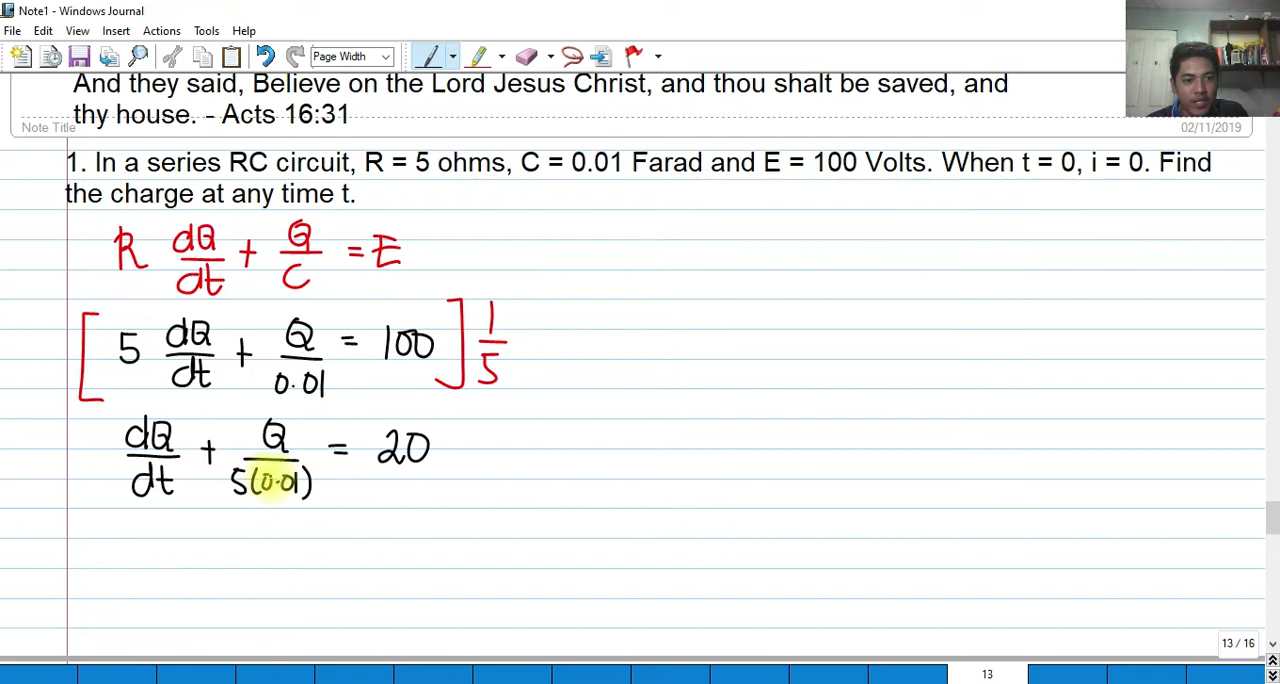 Note1 - Windows Journal
File Edit View Insert Actions Tools Help
Page Width
And they said, Believe on the Lord Jesus Christ, and thou shalt be saved, and
thy house. - Acts 16:31
Note Title
02/11/2019
1. In a series RC circuit, R = 5 ohms, C = 0.01 Farad and E = 100 Volts. When t = 0, i = 0. Find
the charge at any time t.
R dQ/dt + Q/C = E
[ 5 dQ/dt + Q/0.01 = 100 ] 1/5
dQ/dt + Q/5(0.01) = 20
13 / 16
13